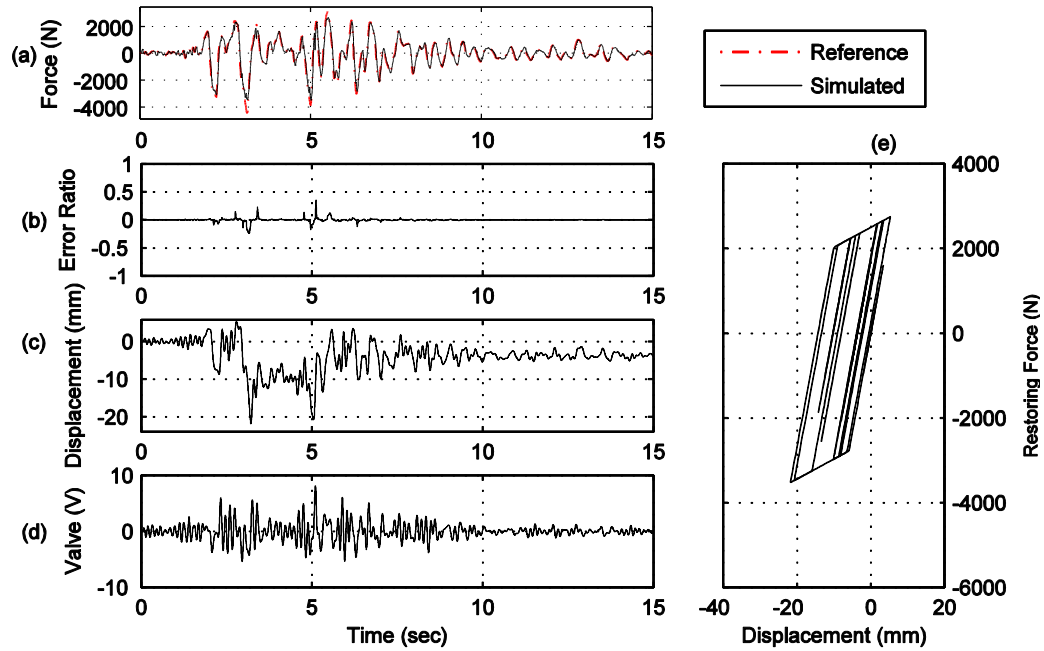 (a)
Force (N)
2000
0
-2000
-4000
0
5
10
15
Reference
Simulated
(b)
Error Ratio
1
0.5
0
-0.5
-1
0
5
10
15
(c)
Displacement (mm)
0
-10
-20
0
5
10
15
(d)
Valve (V)
10
0
-10
0
5
10
15
Time (sec)
(e)
4000
2000
0
-2000
-4000
-6000
Restoring Force (N)
-40
-20
0
20
Displacement (mm)